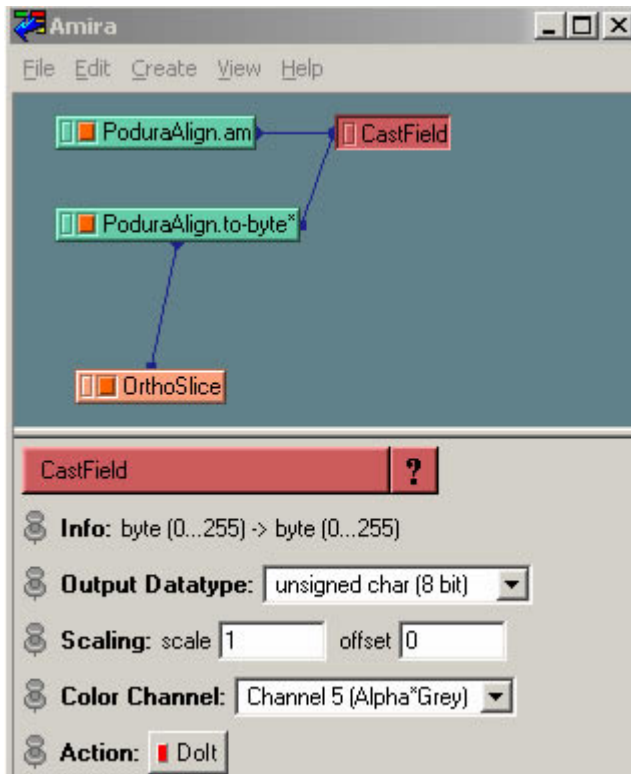 Amira
File Edit Create View Help
PoduraAlign.am
CastField
PoduraAlign.to-byte*
OrthoSlice
CastField ?
Info: byte (0...255) -> byte (0...255)
Output Datatype: unsigned char (8 bit)
Scaling: scale 1 offset 0
Color Channel: Channel 5 (Alpha*Grey)
Action: DoIt